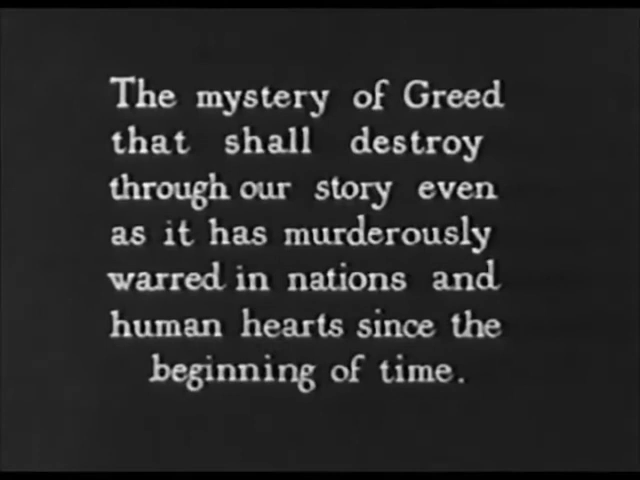 The mystery of Greed
that shall destroy
through our story even
as it has murderously
warred in nations and
human hearts since the
beginning of time.